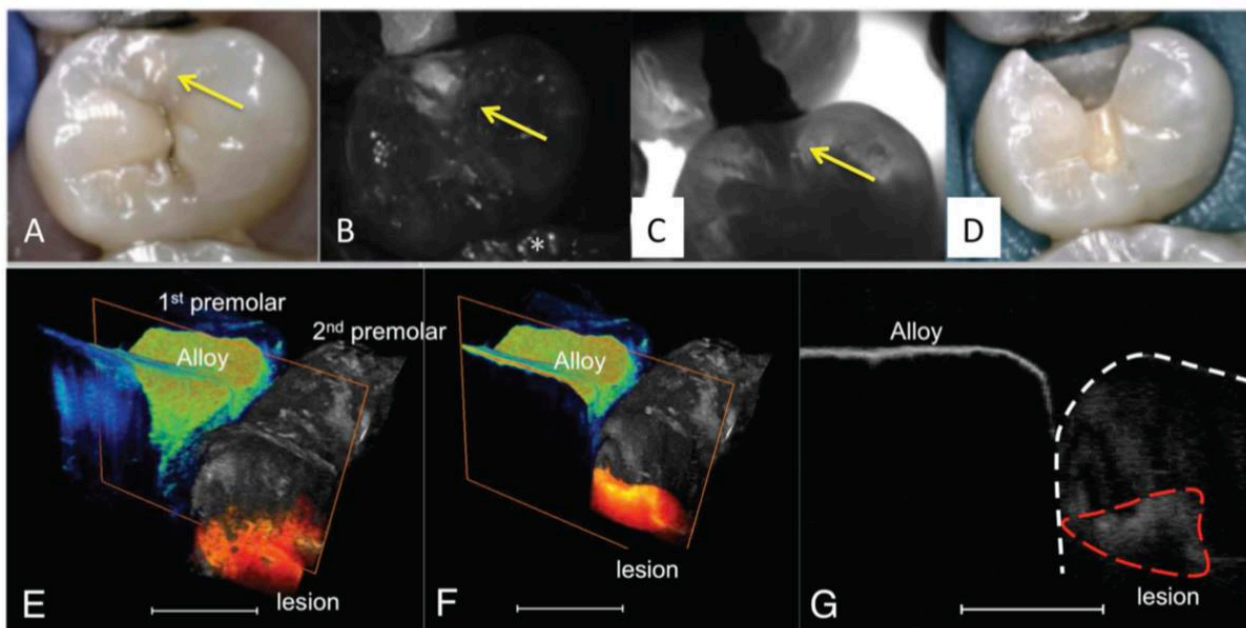 A
B
*
C
D
1st premolar
2nd premolar
Alloy
lesion
E
Alloy
lesion
F
Alloy
lesion
G